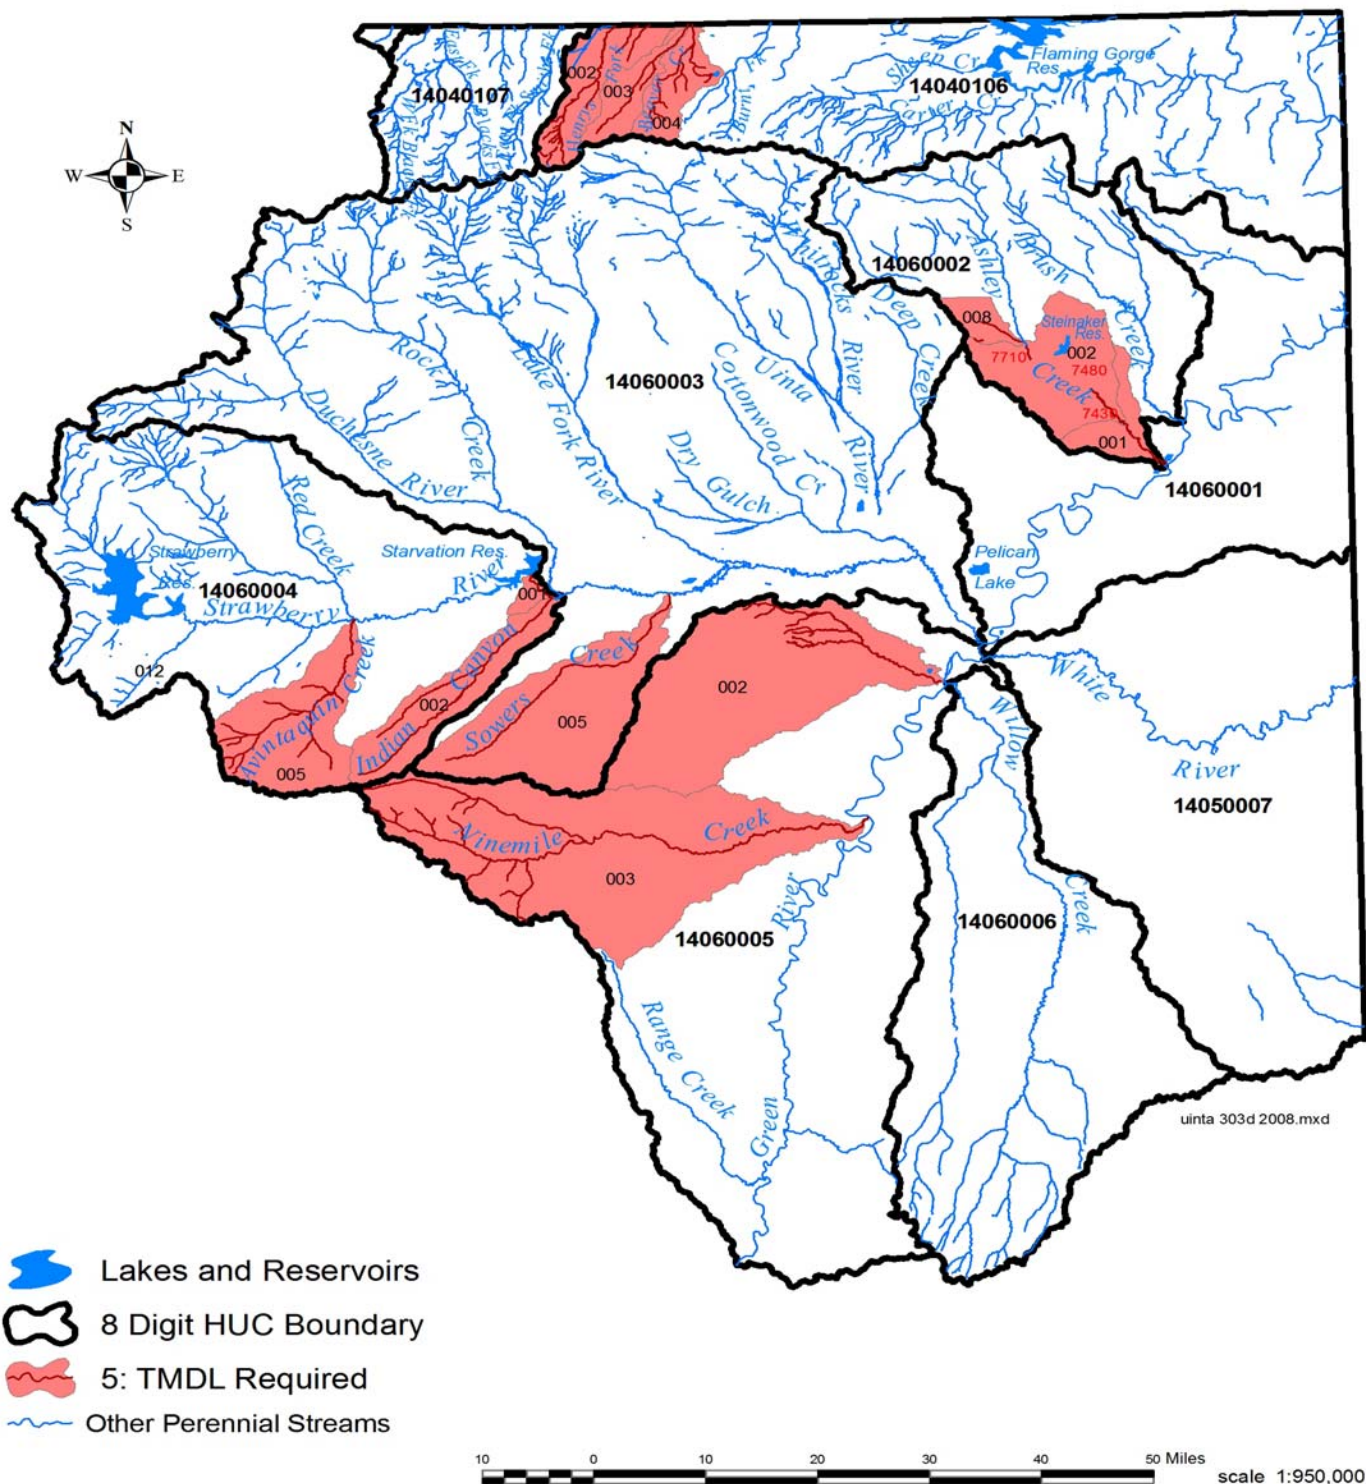 N
W E
S
14040107
002
Henrys Fork
003
004
Burnt Fk
Sheep Cr
14040106
Carter Cr
Flaming Gorge
Res.
14060002
Ashley
Brush
Creek
Whiterocks
River
Deep
Creek
008
7710
Steinaker
Res.
002
7480
Creek
7430
001
14060001
Rock
Creek
Lake Fork River
14060003
Uinta
River
Cottonwood Cr
Dry Gulch
Duchesne River
Red Creek
Strawberry
Res.
14060004
Strawberry
River
Starvation Res.
001
Pelican
Lake
012
Avintaquin Creek
005
Indian Canyon
002
Sowers Creek
005
002
White
River
14050007
Willow
Creek
Ninemile Creek
003
14060005
14060006
Green River
Range Creek
uinta 303d 2008.mxd
Lakes and Reservoirs
8 Digit HUC Boundary
5: TMDL Required
Other Perennial Streams
10 0 10 20 30 40 50 Miles
scale 1:950,000